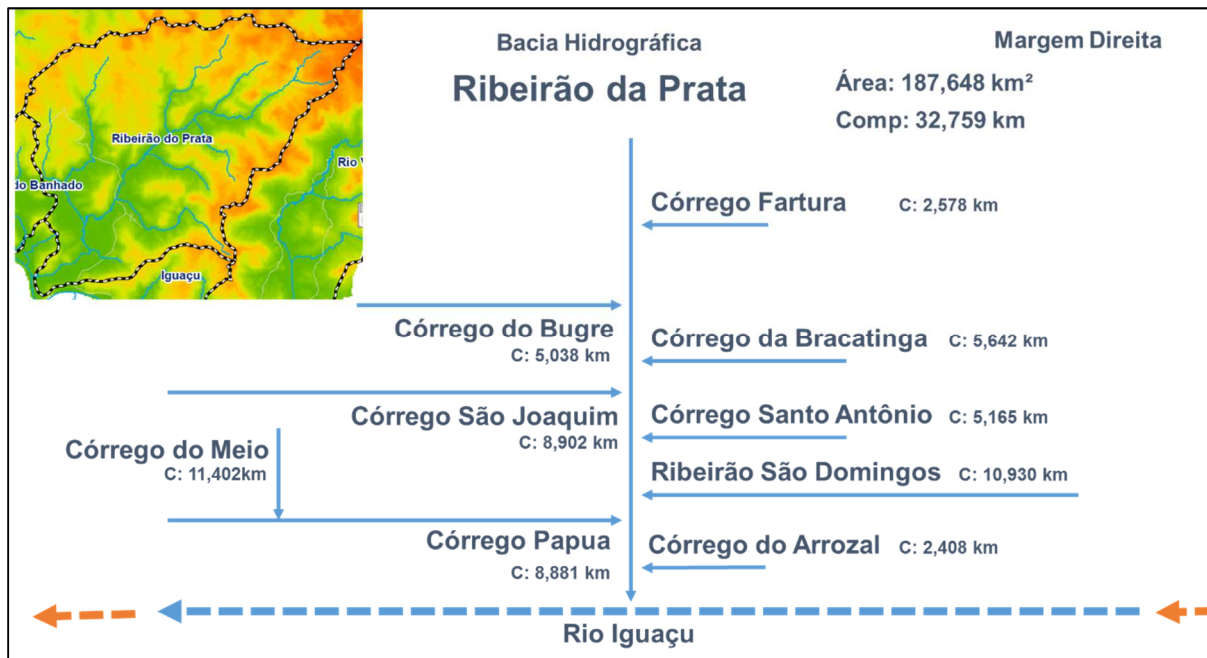 Bacia Hidrográfica
Margem Direita
Ribeirão da Prata
Área: 187,648 km²
Comp: 32,759 km
Ribeirão do Prata
Rio V
do Banhado
Iguaçu
Córrego Fartura C: 2,578 km
Córrego do Bugre
C: 5,038 km
Córrego da Bracatinga C: 5,642 km
Córrego São Joaquim
C: 8,902 km
Córrego Santo Antônio C: 5,165 km
Córrego do Meio
C: 11,402km
Ribeirão São Domingos C: 10,930 km
Córrego Papua
C: 8,881 km
Córrego do Arrozal C: 2,408 km
Rio Iguaçu